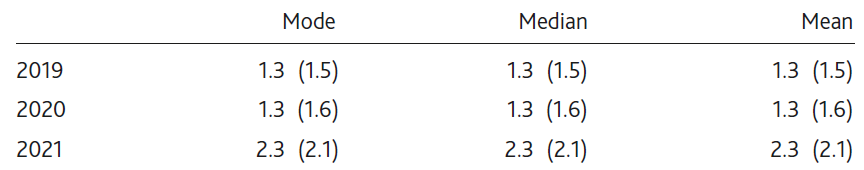 Mode Median Mean
2019 1.3 (1.5) 1.3 (1.5) 1.3 (1.5)
2020 1.3 (1.6) 1.3 (1.6) 1.3 (1.6)
2021 2.3 (2.1) 2.3 (2.1) 2.3 (2.1)